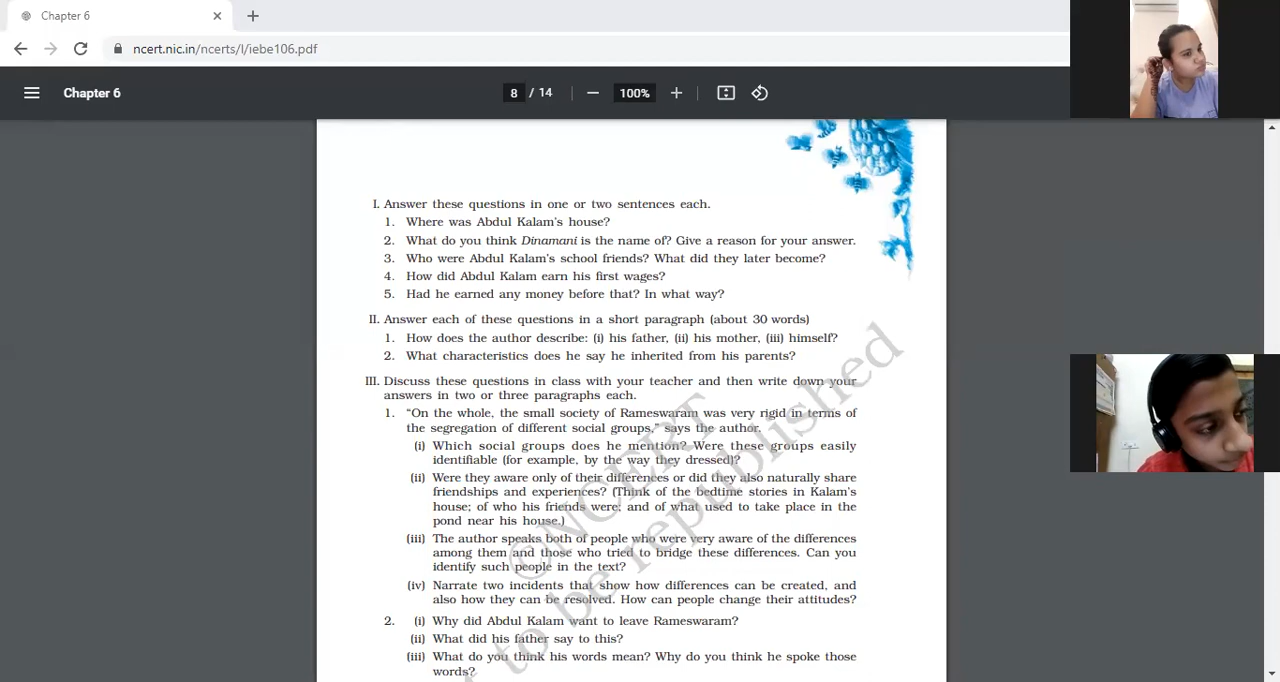 Chapter 6
ncert.nic.in/ncerts/l/iebe106.pdf
Chapter 6
8 / 14
100%
I. Answer these questions in one or two sentences each.
1. Where was Abdul Kalam's house?
2. What do you think Dinamani is the name of? Give a reason for your answer.
3. Who were Abdul Kalam's school friends? What did they later become?
4. How did Abdul Kalam earn his first wages?
5. Had he earned any money before that? In what way?
II. Answer each of these questions in a short paragraph (about 30 words)
1. How does the author describe: (i) his father, (ii) his mother, (iii) himself?
2. What characteristics does he say he inherited from his parents?
III. Discuss these questions in class with your teacher and then write down your
answers in two or three paragraphs each.
1. “On the whole, the small society of Rameswaram was very rigid in terms of
the segregation of different social groups,” says the author.
(i) Which social groups does he mention? Were these groups easily
identifiable (for example, by the way they dressed)?
(ii) Were they aware only of their differences or did they also naturally share
friendships and experiences? (Think of the bedtime stories in Kalam's
house; of who his friends were; and of what used to take place in the
pond near his house.)
(iii) The author speaks both of people who were very aware of the differences
among them and those who tried to bridge these differences. Can you
identify such people in the text?
(iv) Narrate two incidents that show how differences can be created, and
also how they can be resolved. How can people change their attitudes?
2. (i) Why did Abdul Kalam want to leave Rameswaram?
(ii) What did his father say to this?
(iii) What do you think his words mean? Why do you think he spoke those
words?
©NCERT
to be republished